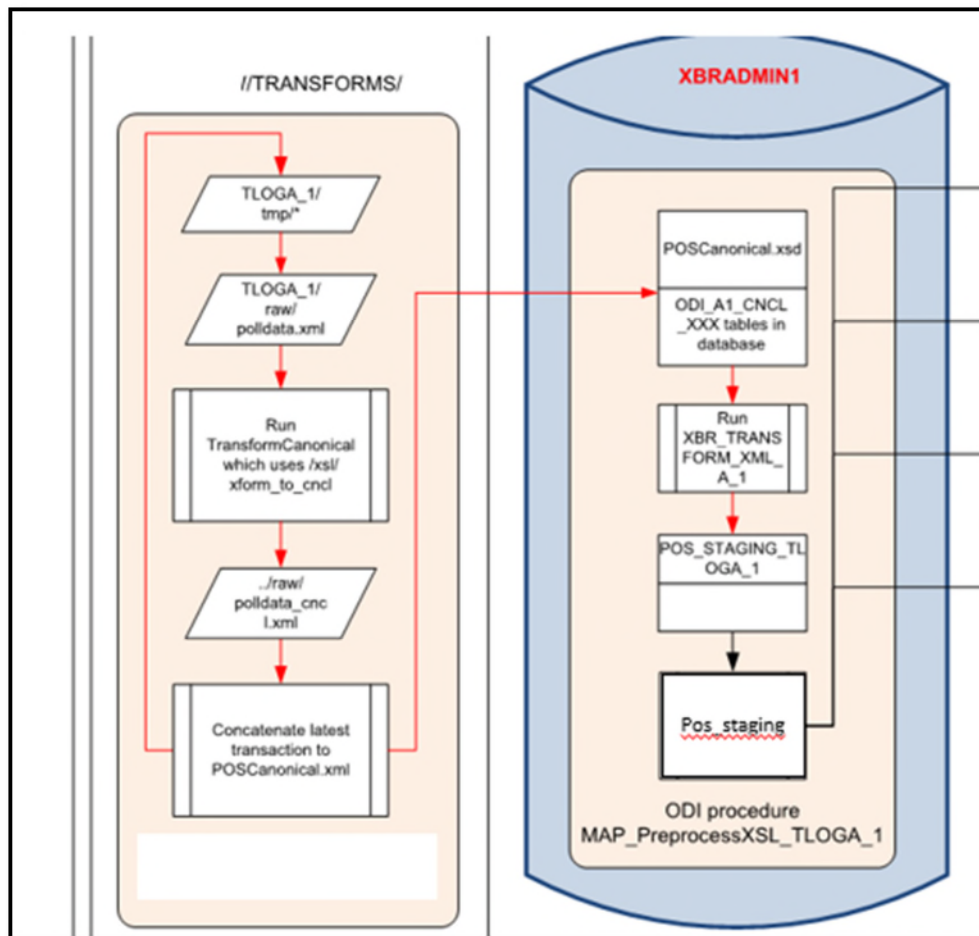 //TRANSFORMS/
TLOGA_1/
tmp/*
TLOGA_1/
raw/
polldata.xml
Run
TransformCanonical
which uses /xsl/
xform_to_cncl
../raw/
polldata_cnc
l.xml
Concatenate latest
transaction to
POSCanonical.xml
XBRADMIN1
POSCanonical.xsd
ODI_A1_CNCL
_XXX tables in
database
Run
XBR_TRANS
FORM_XML_
A_1
POS_STAGING_TL
OGA_1
Pos_staging
ODI procedure
MAP_PreprocessXSL_TLOGA_1